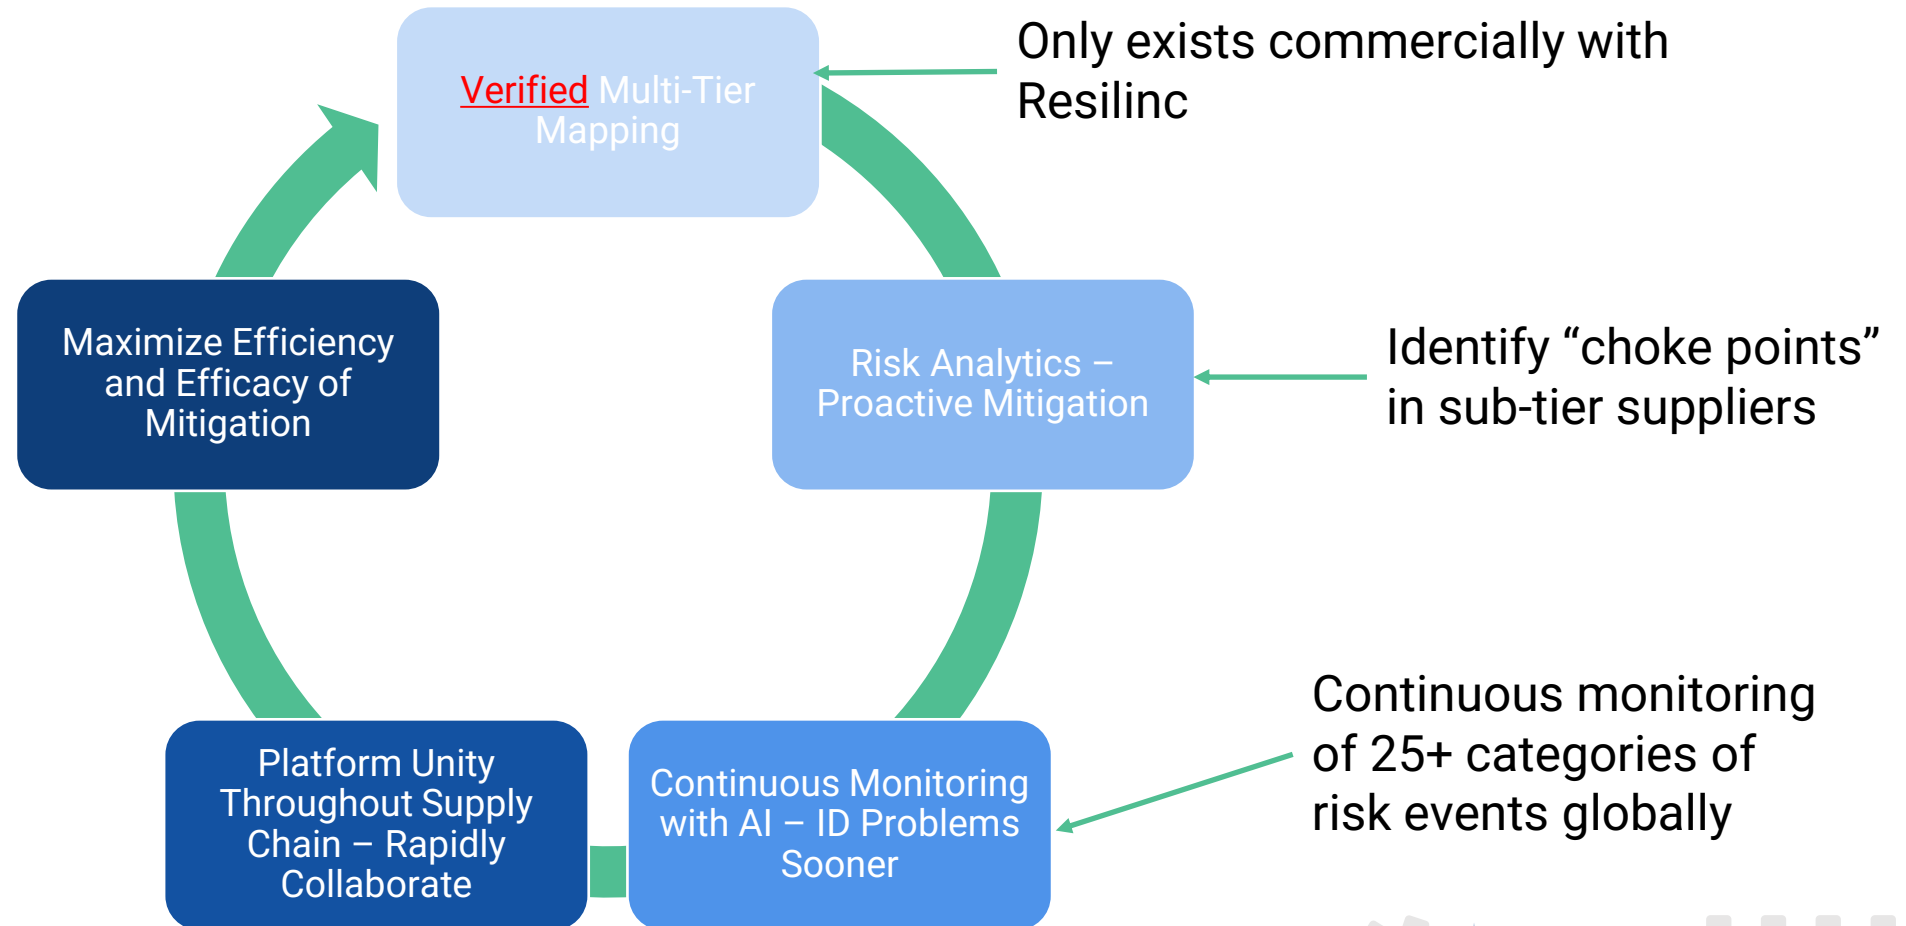 Verified Multi-Tier
Mapping
Only exists commercially with
Resilinc
Risk Analytics –
Proactive Mitigation
Identify “choke points”
in sub-tier suppliers
Continuous Monitoring
with AI – ID Problems
Sooner
Continuous monitoring
of 25+ categories of
risk events globally
Platform Unity
Throughout Supply
Chain – Rapidly
Collaborate
Maximize Efficiency
and Efficacy of
Mitigation